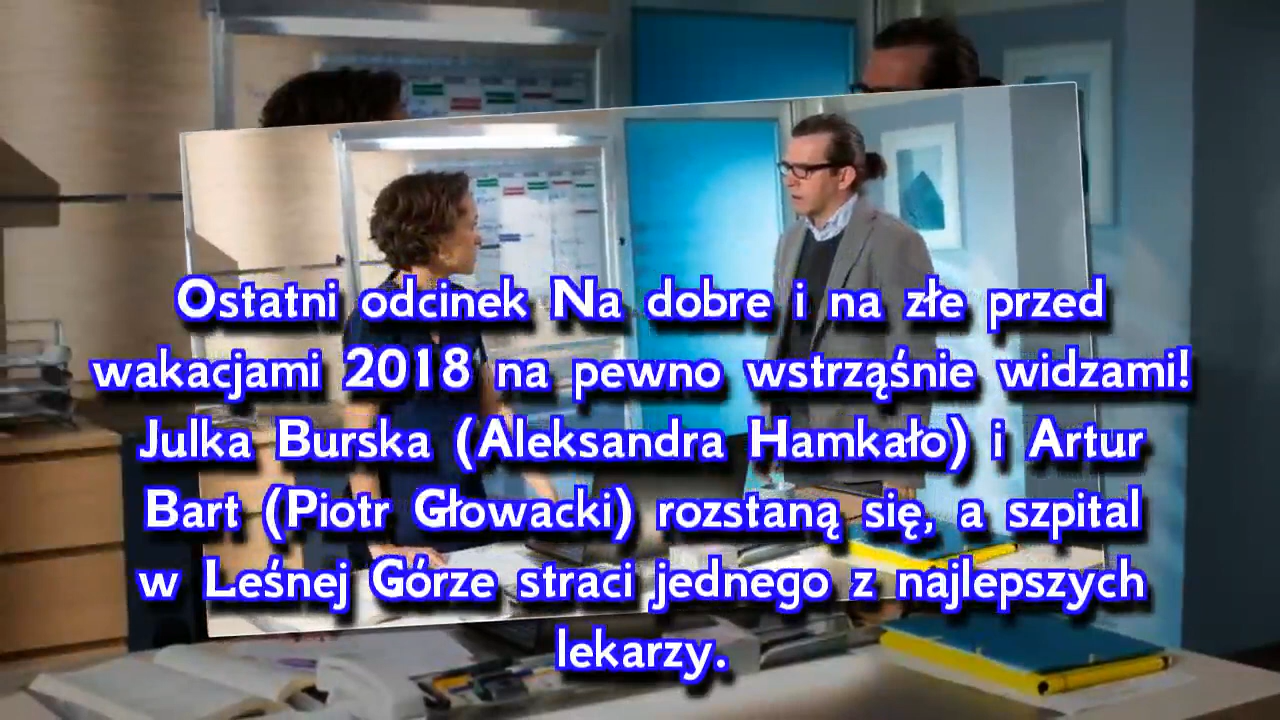 Ostatni odcinek Na dobre i na złe przed
wakacjami 2018 na pewno wstrząśnie widzami!
Julka Burska (Aleksandra Hamkało) i Artur
Bart (Piotr Głowacki) rozstaną się, a szpital
w Leśnej Górze straci jednego z najlepszych
lekarzy.